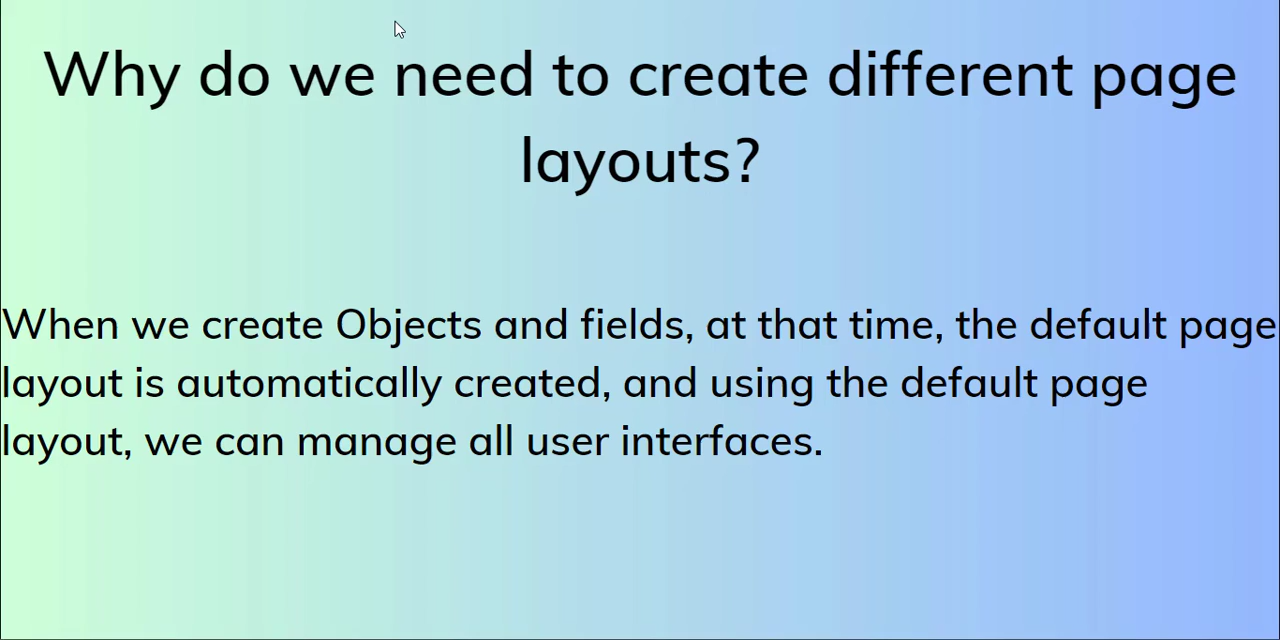 Why do we need to create different page
layouts?
When we create Objects and fields, at that time, the default page
layout is automatically created, and using the default page
layout, we can manage all user interfaces.